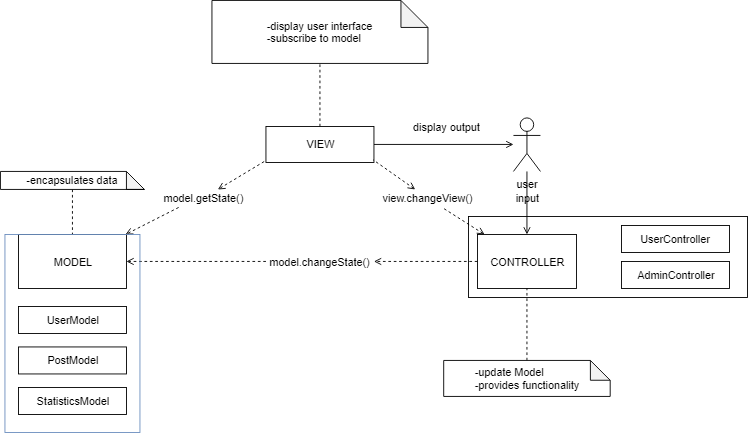 -display user interface
-subscribe to model
VIEW
display output
-encapsulates data
model.getState()
view.changeView()
user
input
MODEL
model.changeState()
CONTROLLER
UserController
AdminController
UserModel
PostModel
StatisticsModel
-update Model
-provides functionality